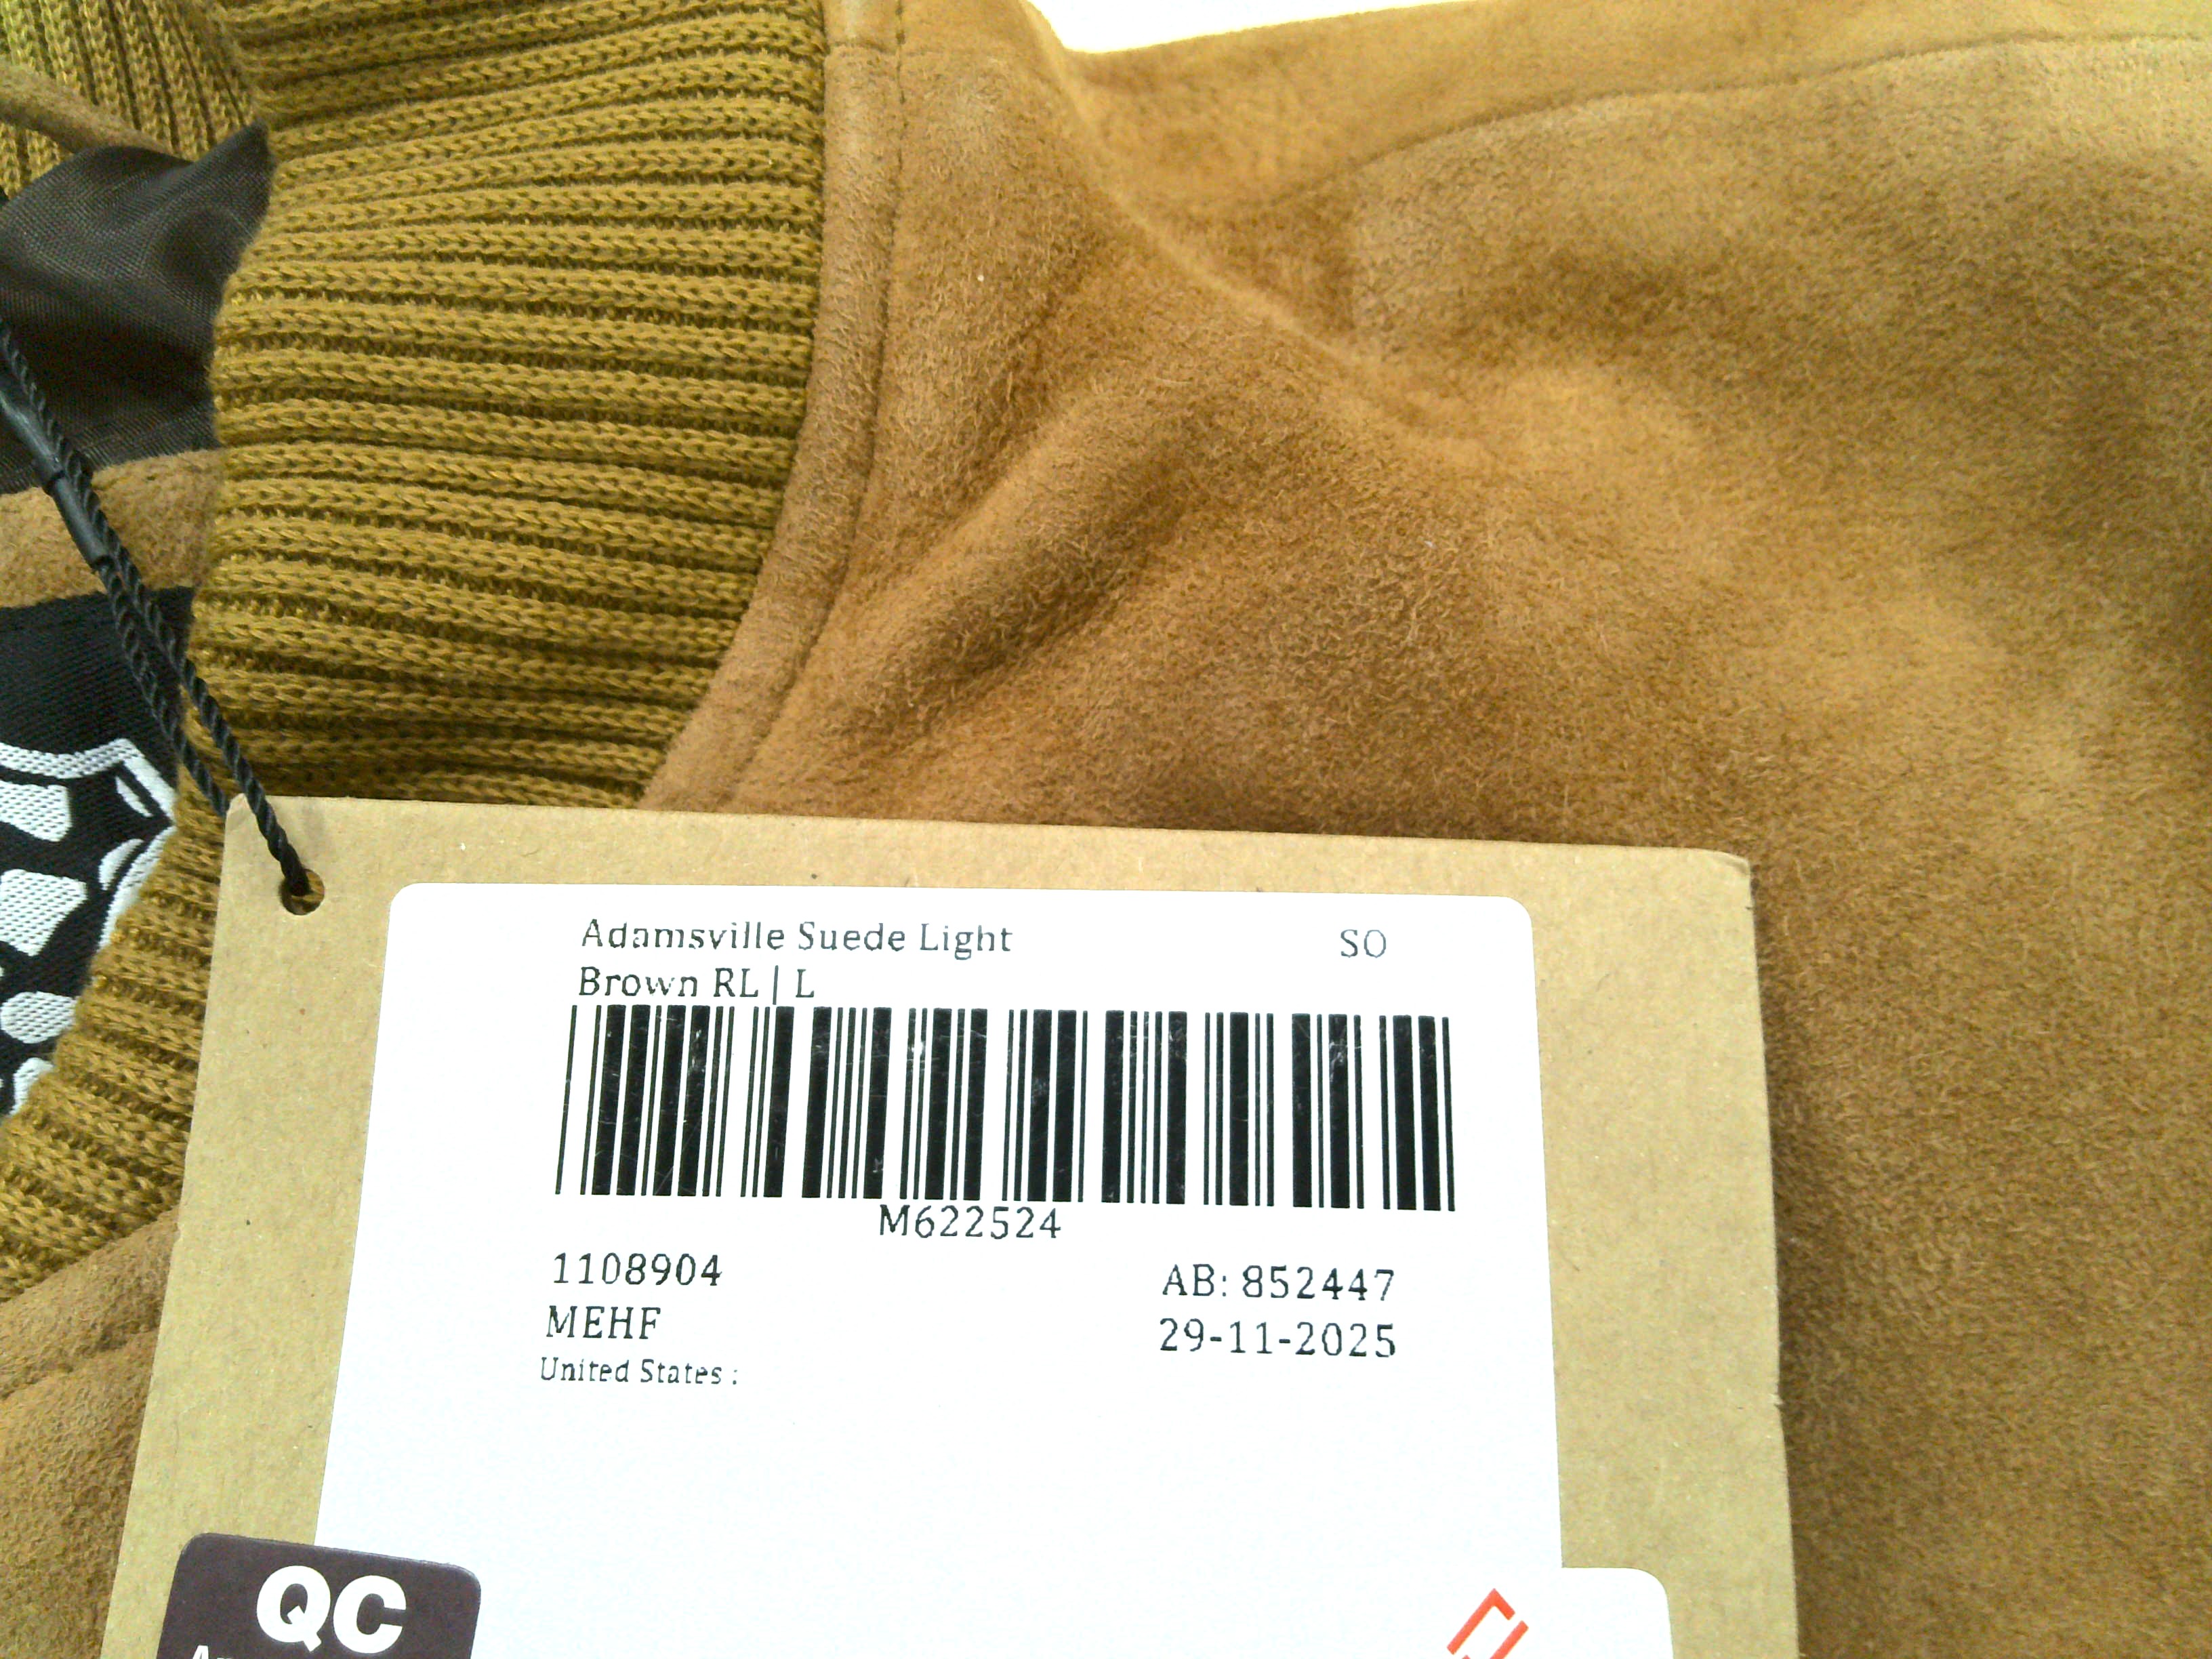 Adamsville Suede Light SO
Brown RL | L
M622524
1108904 AB: 852447
MEHF 29-11-2025
United States :
QC